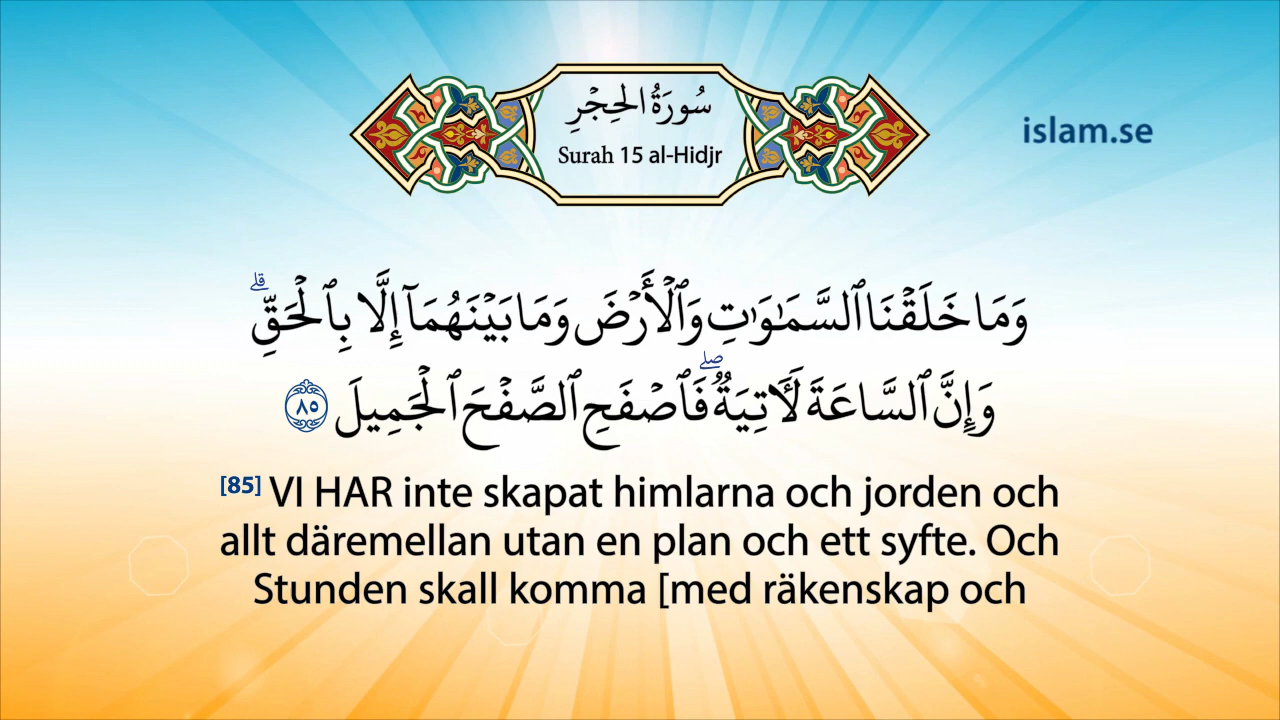 سُورَةُ الحِجْرِ
Surah 15 al-Hidjr
islam.se
وَمَا خَلَقْنَا ٱلسَّمَـٰوَٰتِ وَٱلْأَرْضَ وَمَا بَيْنَهُمَآ إِلَّا بِٱلْحَقِّ ۗ
وَإِنَّ ٱلسَّاعَةَ لَـَٔاتِيَةٌ ۖ فَٱصْفَحِ ٱلصَّفْحَ ٱلْجَمِيلَ ٨٥
[85] VI HAR inte skapat himlarna och jorden och
allt däremellan utan en plan och ett syfte. Och
Stunden skall komma [med räkenskap och